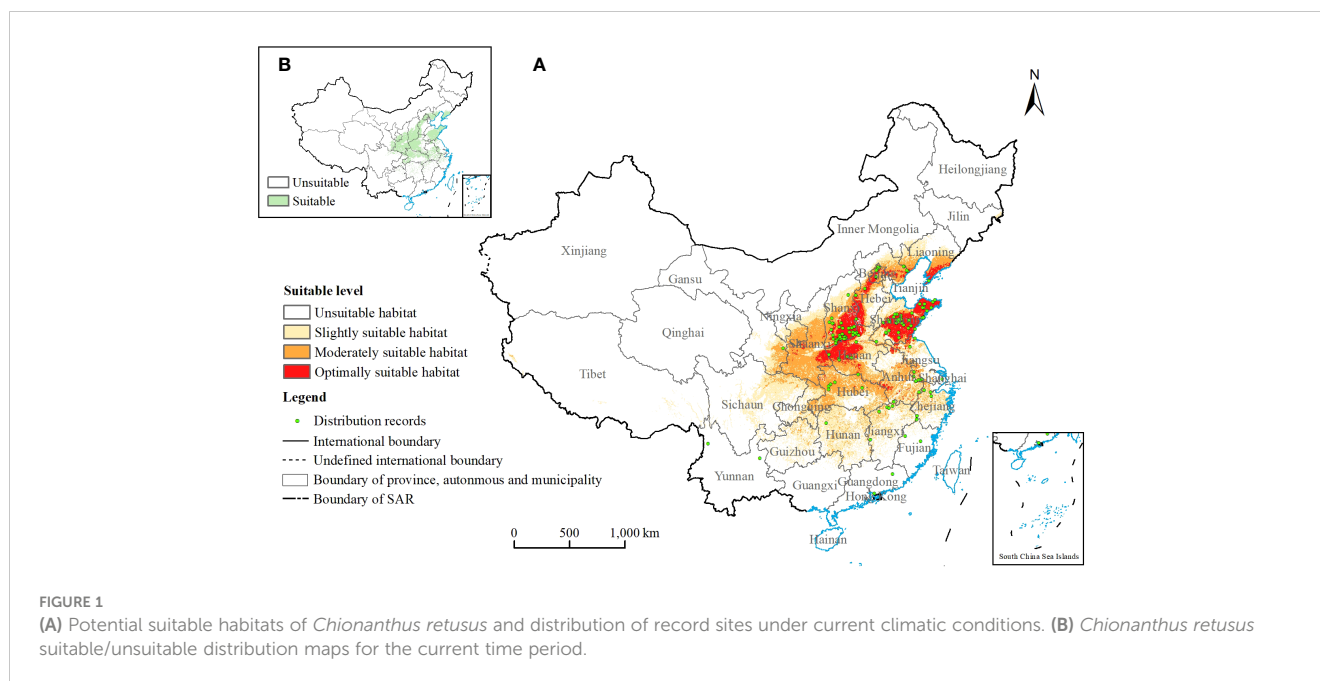 B
A
N
Unsuitable
Suitable
Heilongjiang
Jilin
Inner Mongolia
Liaoning
Xinjiang
Gansu
Tianjin
Hebei
Ningxia
Qinghai
Jiangsu
Tibet
Anhui
Shanghai
Sichaun
Chongqing
Hubei
Zhejiang
Hunan
Jiangxi
Guizhou
Fujian
Yunnan
Taiwan
Guangxi
Guangdong
Hong Kong
Hainan
Suitable level
Unsuitable habitat
Slightly suitable habitat
Moderately suitable habitat
Optimally suitable habitat
Legend
Distribution records
International boundary
Undefined international boundary
Boundary of province, autonmous and municipality
Boundary of SAR
0 500 1,000 km
South China Sea Islands
FIGURE 1
(A) Potential suitable habitats of Chionanthus retusus and distribution of record sites under current climatic conditions. (B) Chionanthus retusus
suitable/unsuitable distribution maps for the current time period.